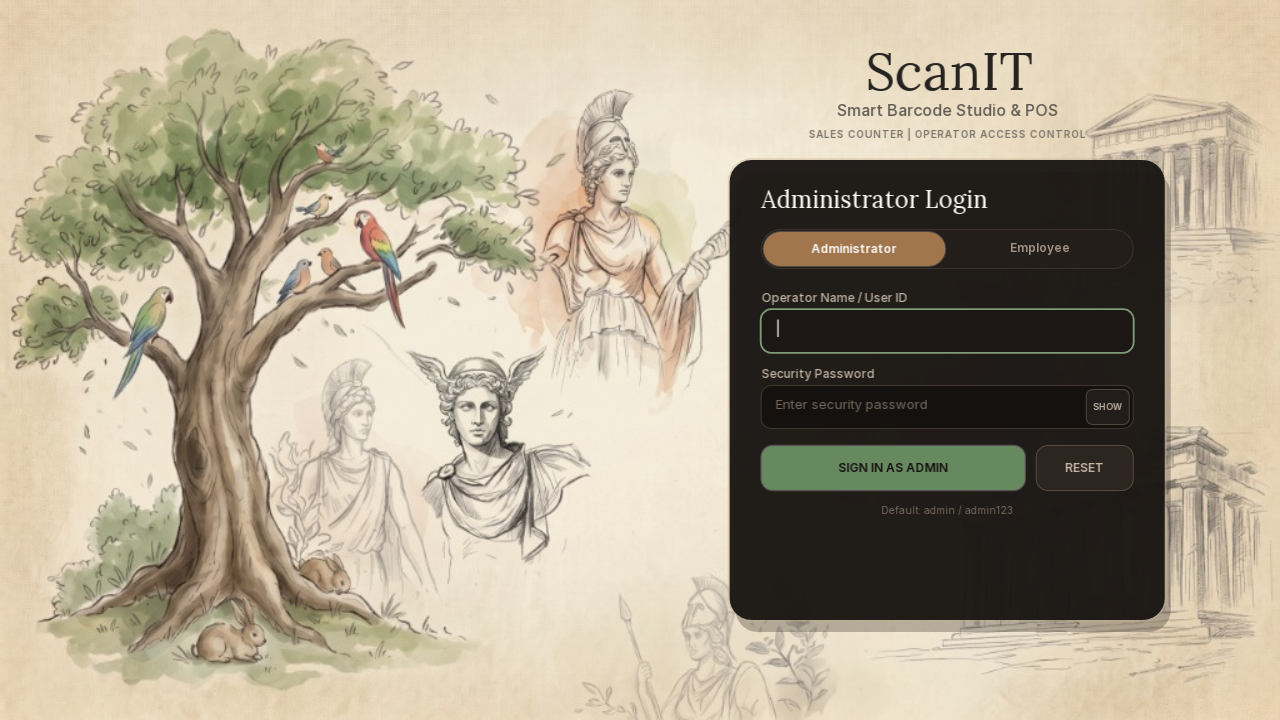 ScanIT
Smart Barcode Studio & POS
SALES COUNTER | OPERATOR ACCESS CONTROL
Administrator Login
Administrator Employee
Operator Name / User ID
Security Password
Enter security password SHOW
SIGN IN AS ADMIN RESET
Default: admin / admin123